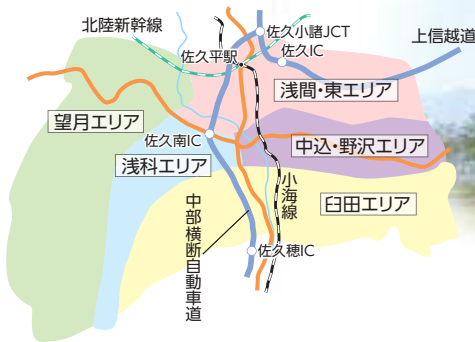 北陸新幹線
佐久小諸JCT
上信越道
佐久平駅
佐久IC
浅間・東エリア
望月エリア
佐久南IC
中込・野沢エリア
浅科エリア
小海線
臼田エリア
中部横断自動車道
佐久穂IC